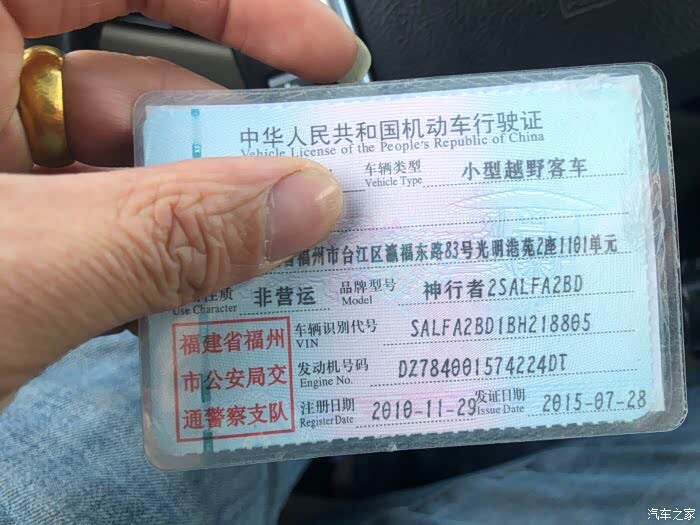 中华人民共和国机动车行驶证
Vehicle License of the People's Republic of China
车辆类型 小型越野客车
Vehicle Type
福州市台江区瀛福东路83号光明港苑2座1101单元
性质 非营运 品牌型号 神行者2SALFA2BD
Use Character Model
福建省福州
市公安局交
通警察支队
车辆识别代号 SALFA2BD1BH218805
VIN
发动机号码 DZ784001574224DT
Engine No.
注册日期 2010-11-29 发证日期 2015-07-28
Register Date Issue Date
汽车之家